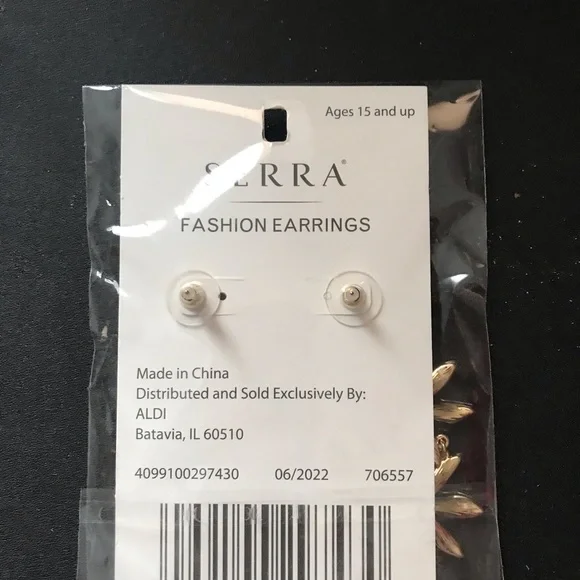 Ages 15 and up
SERRA®
FASHION EARRINGS
Made in China
Distributed and Sold Exclusively By:
ALDI
Batavia, IL 60510
4099100297430 06/2022 706557